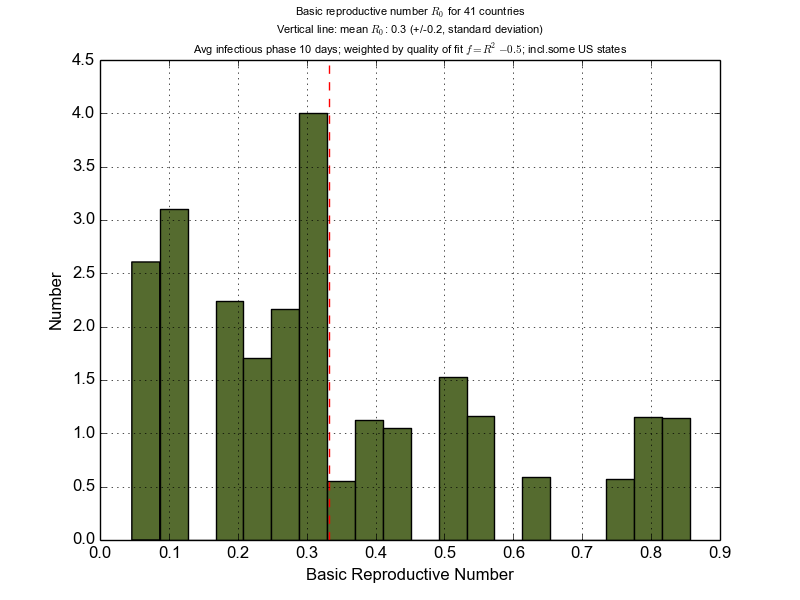 Basic reproductive number R₀ for 41 countries
Vertical line: mean R₀: 0.3 (+/-0.2, standard deviation)
Avg infectious phase 10 days; weighted by quality of fit f=R² −0.5; incl.some US states
4.5
4.0
3.5
3.0
2.5
2.0
1.5
1.0
0.5
0.0
Number
0.0 0.1 0.2 0.3 0.4 0.5 0.6 0.7 0.8 0.9
Basic Reproductive Number